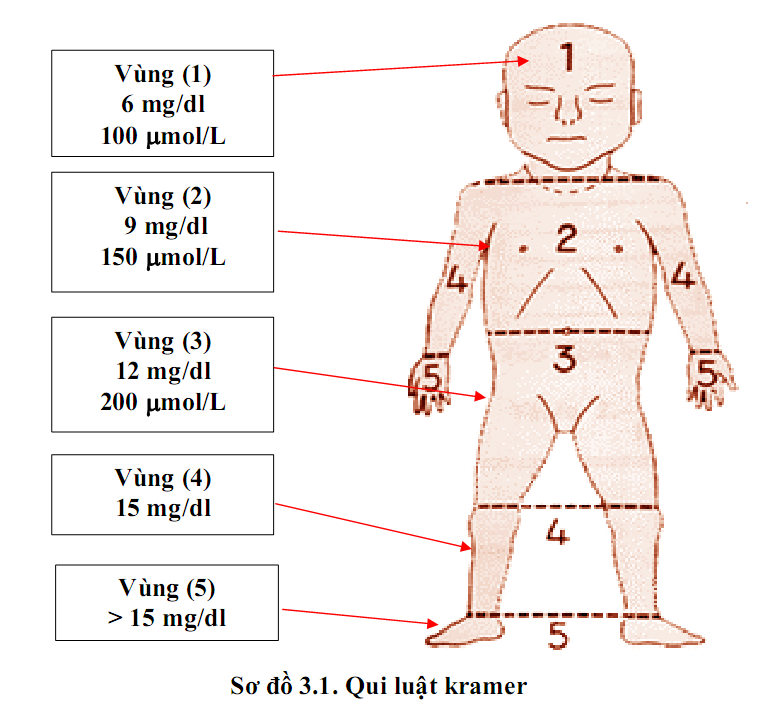 Vùng (1)
6 mg/dl
100 μmol/L
Vùng (2)
9 mg/dl
150 μmol/L
Vùng (3)
12 mg/dl
200 μmol/L
Vùng (4)
15 mg/dl
Vùng (5)
> 15 mg/dl
1
2
4
4
3
5
5
4
5
Sơ đồ 3.1. Qui luật kramer